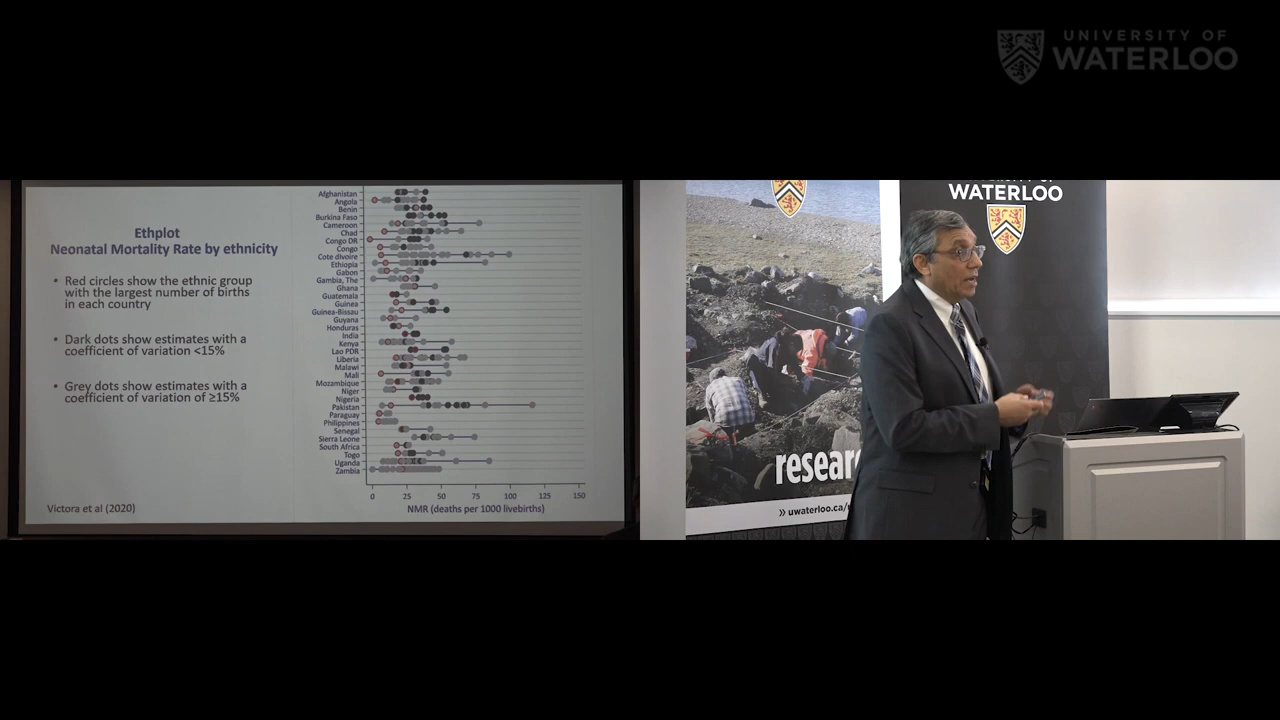 UNIVERSITY OF
WATERLOO
Ethplot
Neonatal Mortality Rate by ethnicity
• Red circles show the ethnic group
with the largest number of births
in each country
• Dark dots show estimates with a
coefficient of variation <15%
• Grey dots show estimates with a
coefficient of variation of ≥15%
Victora et al (2020)
Afghanistan
Angola
Benin
Burkina Faso
Cameroon
Chad
Congo DR
Congo
Cote dIvoire
Ethiopia
Gabon
Gambia, The
Ghana
Guatemala
Guinea
Guinea-Bissau
Guyana
Honduras
India
Kenya
Lao PDR
Liberia
Malawi
Mali
Mozambique
Niger
Nigeria
Pakistan
Paraguay
Philippines
Senegal
Sierra Leone
South Africa
Togo
Uganda
Zambia
0 25 50 75 100 125 150
NMR (deaths per 1000 livebirths)
WATERLOO
researc
» uwaterloo.ca/